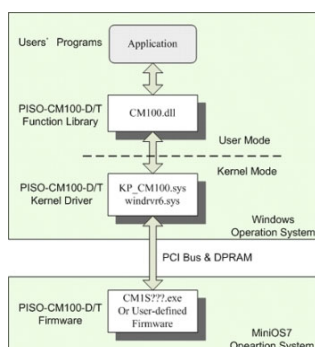 Users` Programs
Application
PISO-CM100-D/T
Function Library
CM100.dll
User Mode
Kernel Mode
PISO-CM100-D/T
Kernel Driver
KP_CM100.sys
windrvr6.sys
Windows
Operation System
PCI Bus & DPRAM
PISO-CM100-D/T
Firmware
CM1S???.exe
Or User-defined
Firmware
MiniOS7
Opeartion System